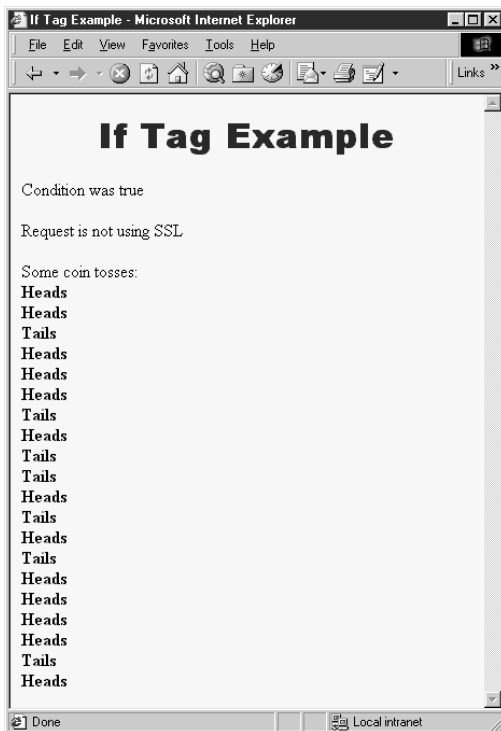 If Tag Example - Microsoft Internet Explorer
File Edit View Favorites Tools Help
Links »
If Tag Example
Condition was true
Request is not using SSL
Some coin tosses:
Heads
Heads
Tails
Heads
Heads
Heads
Tails
Heads
Tails
Tails
Heads
Tails
Heads
Tails
Heads
Heads
Heads
Heads
Tails
Heads
Done Local intranet